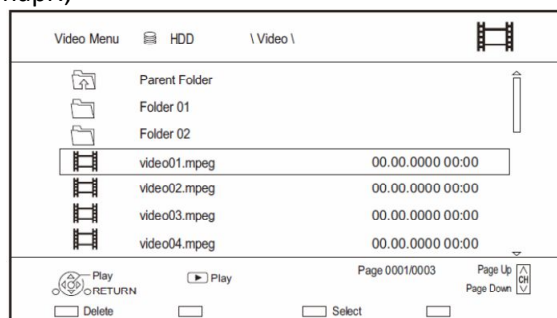 Video Menu HDD \ Video \
Parent Folder
Folder 01
Folder 02
video01.mpeg 00.00.0000 00:00
video02.mpeg 00.00.0000 00:00
video03.mpeg 00.00.0000 00:00
video04.mpeg 00.00.0000 00:00
Play Play Page 0001/0003 Page Up CH
RETURN Page Down
Delete Select